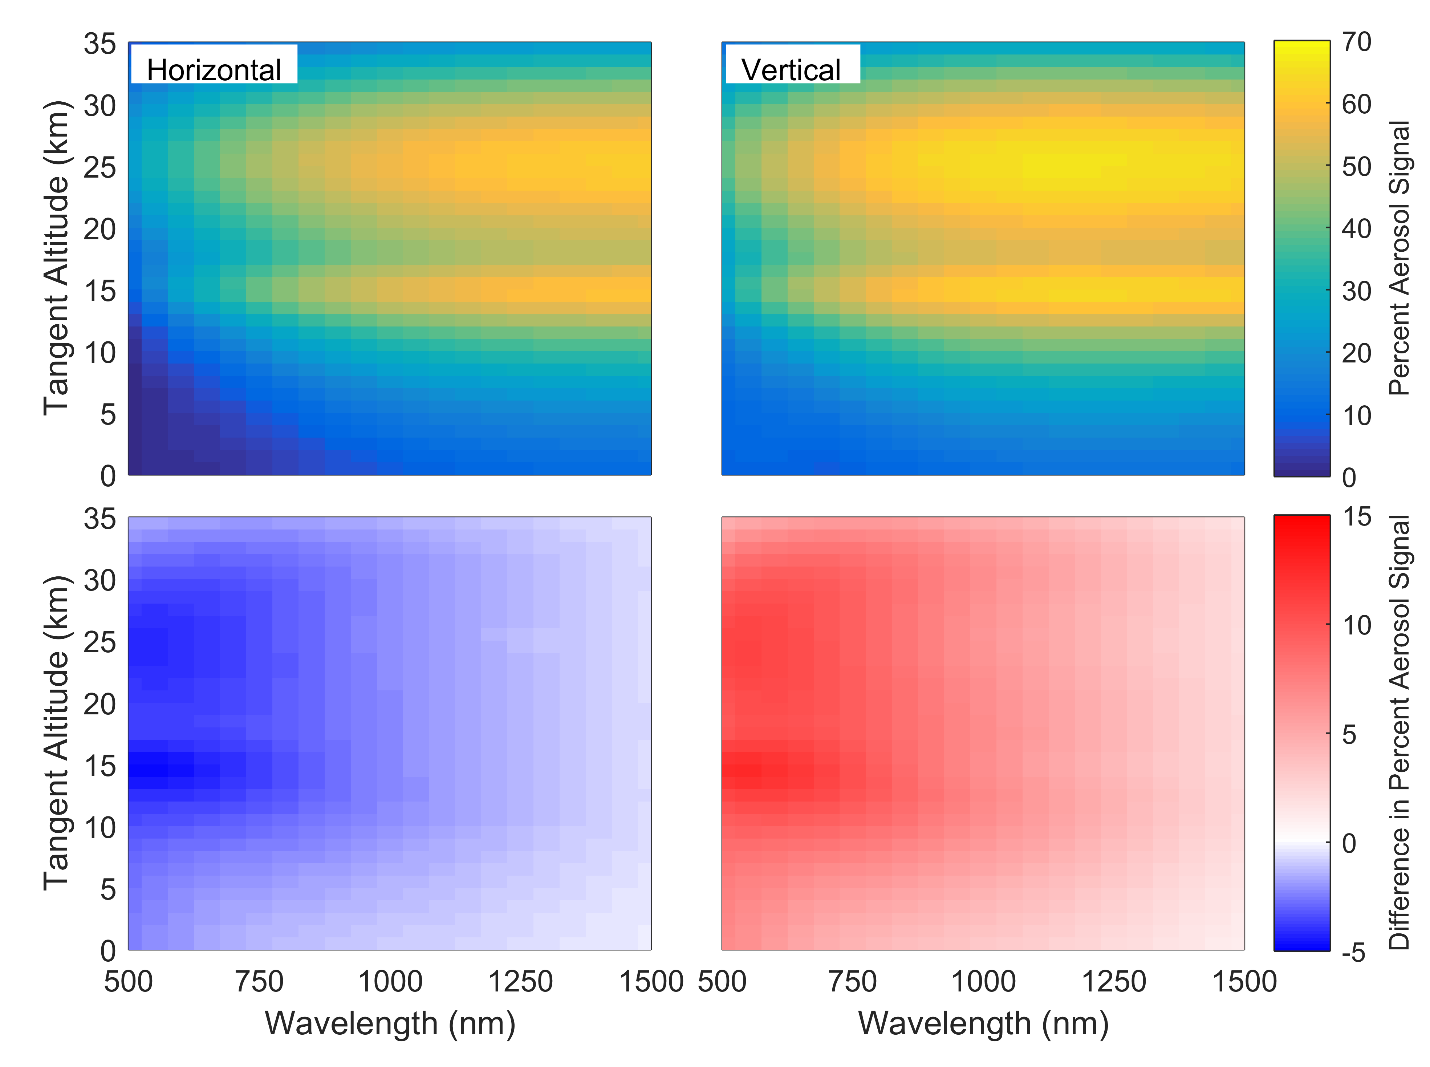 Horizontal
Vertical
35
30
25
20
15
10
5
0
Tangent Altitude (km)
70
60
50
40
30
20
10
0
Percent Aerosol Signal
35
30
25
20
15
10
5
0
Tangent Altitude (km)
15
10
5
0
-5
Difference in Percent Aerosol Signal
500 750 1000 1250 1500
500 750 1000 1250 1500
Wavelength (nm)
Wavelength (nm)